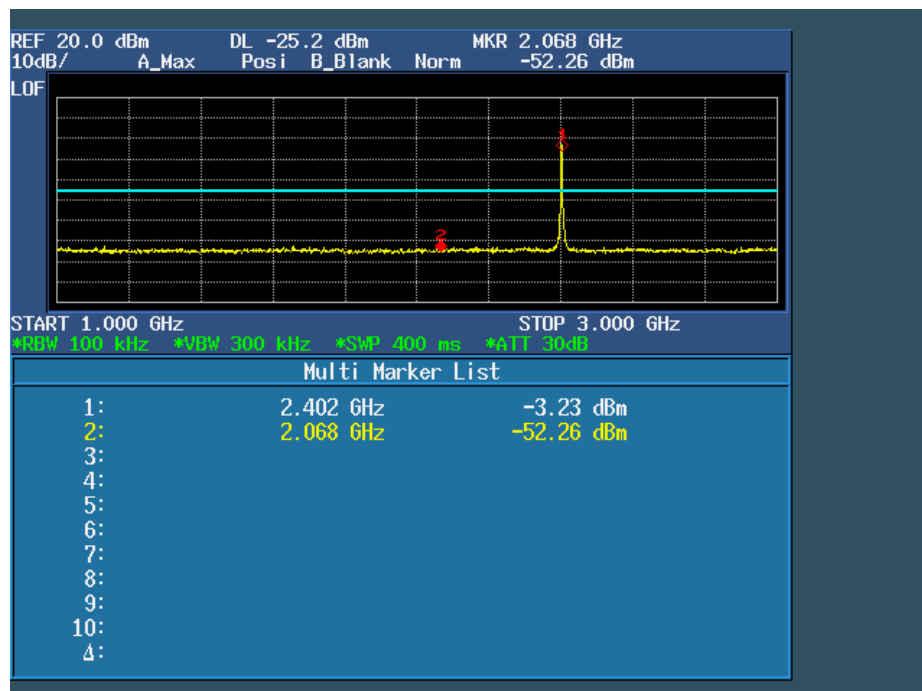 REF 20.0 dBm DL -25.2 dBm MKR 2.068 GHz
10dB/ A_Max Posi B_Blank Norm -52.26 dBm
LOF
1
2
START 1.000 GHz STOP 3.000 GHz
*RBW 100 kHz *VBW 300 kHz *SWP 400 ms *ATT 30dB
Multi Marker List
1: 2.402 GHz -3.23 dBm
2: 2.068 GHz -52.26 dBm
3:
4:
5:
6:
7:
8:
9:
10:
Δ: